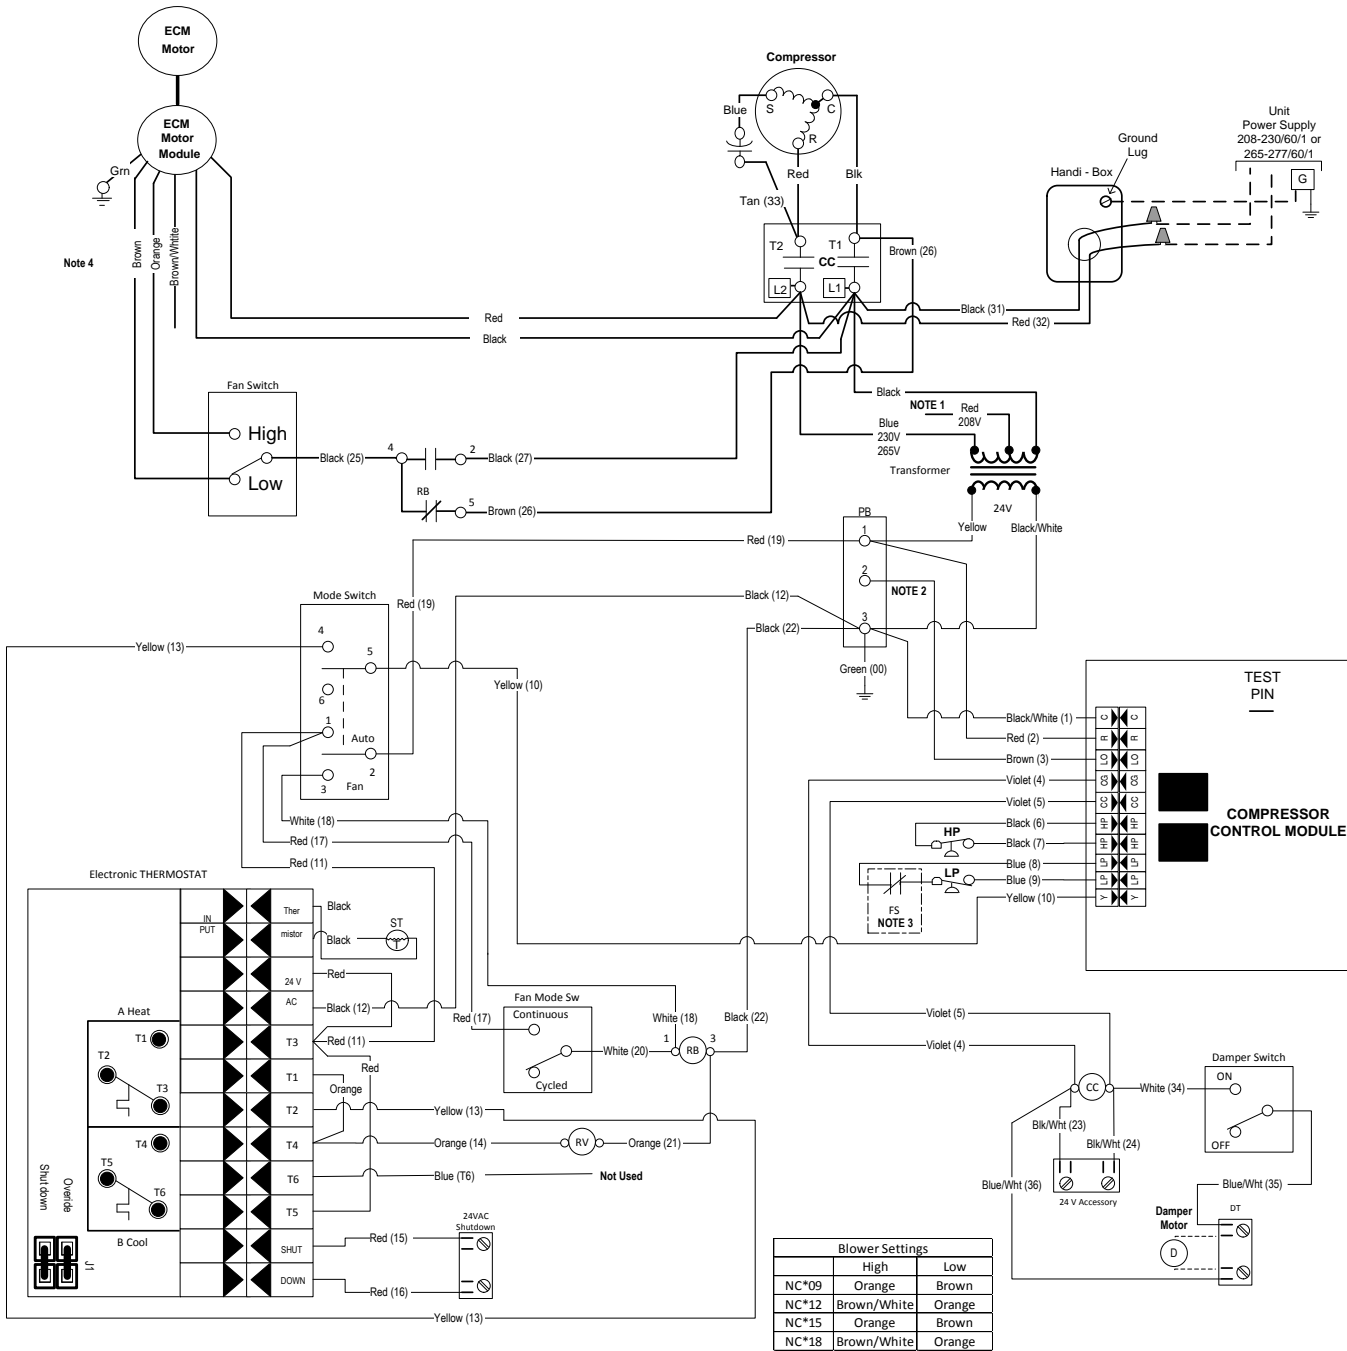 ECM
Motor
ECM
Motor
Module
Grn
Note 4
Brown
Orange
Brown/Whtite
Compressor
Blue
S
C
R
Red
Blk
Tan (33)
T2
T1
CC
L2
L1
Brown (26)
Unit
Power Supply
208-230/60/1 or
265-277/60/1
Ground
Lug
Handi - Box
G
Red
Black
Black (31)
Red (32)
Fan Switch
High
Low
Black (25)
4
2
Black (27)
RB
5
Brown (26)
Black
NOTE 1
Red
208V
Blue
230V
265V
Transformer
24V
Yellow
Black/White
PB
1
2
3
NOTE 2
Red (19)
Black (12)
Black (22)
Green (00)
Mode Switch
Red (19)
4
5
6
1
Auto
2
3
Fan
Yellow (13)
Yellow (10)
White (18)
Red (17)
Red (11)
TEST
PIN
Black/White (1)
C
C
Red (2)
R
R
Brown (3)
LO
LO
Violet (4)
CG
CG
Violet (5)
CC
CC
Black (6)
HP
HP
Black (7)
HP
HP
Blue (8)
LP
LP
Blue (9)
LP
LP
Yellow (10)
Y
Y
HP
LP
FS
NOTE 3
COMPRESSOR
CONTROL MODULE
Electronic THERMOSTAT
IN
PUT
Ther
mistor
24 V
AC
T3
T1
T2
T4
T6
T5
SHUT
DOWN
Black
Black
ST
Red
Black (12)
Red (11)
Red
Orange
Yellow (13)
Orange (14)
RV
Orange (21)
Blue (T6)
Not Used
Red (15)
Red (16)
Yellow (13)
24VAC
Shutdown
A Heat
T1
T2
T3
T4
T5
T6
B Cool
Shut down
Overide
J1
Fan Mode Sw
Continuous
Cycled
Red (17)
White (18)
White (20)
1
RB
3
Black (22)
Violet (5)
Violet (4)
CC
White (34)
Blk/Wht (23)
Blk/Wht (24)
Blue/Wht (36)
24 V Accessory
Damper Switch
ON
OFF
Blue/Wht (35)
DT
Damper
Motor
D
Blower Settings
High Low
NC*09 Orange Brown
NC*12 Brown/White Orange
NC*15 Orange Brown
NC*18 Brown/White Orange